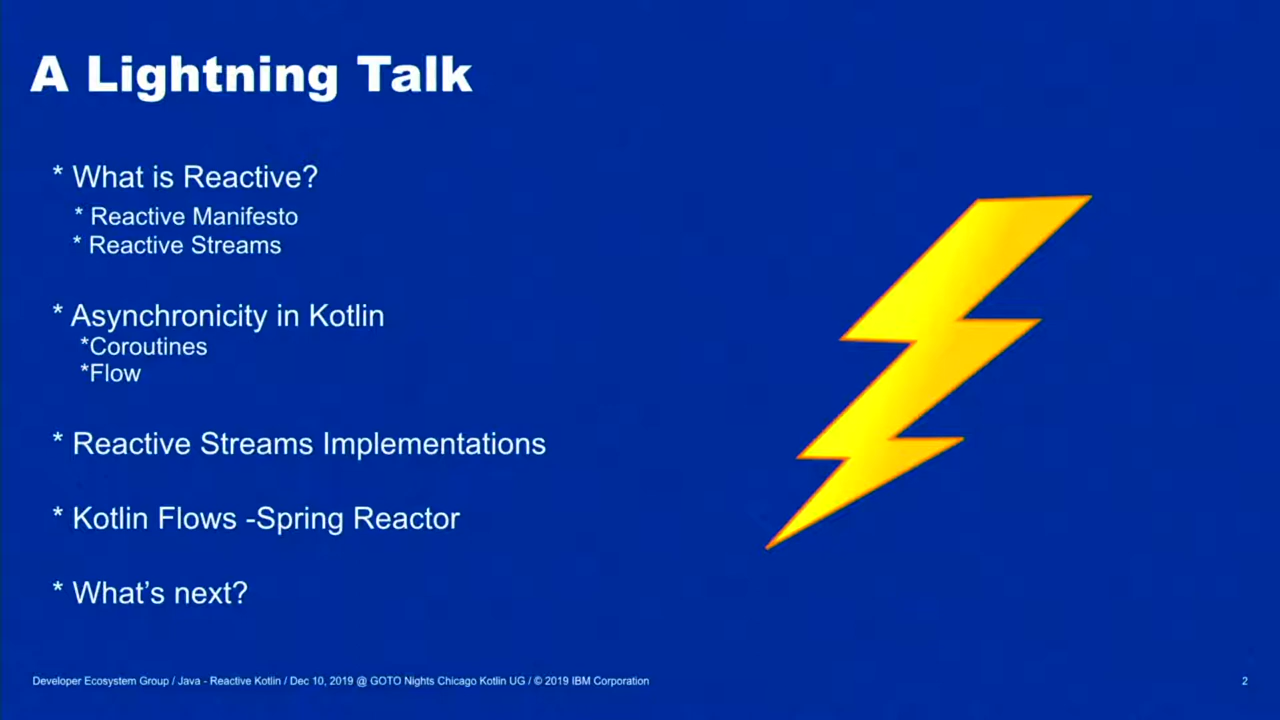 A Lightning Talk
* What is Reactive?
* Reactive Manifesto
* Reactive Streams
* Asynchronicity in Kotlin
*Coroutines
*Flow
* Reactive Streams Implementations
* Kotlin Flows -Spring Reactor
* What’s next?
Developer Ecosystem Group / Java - Reactive Kotlin / Dec 10, 2019 @ GOTO Nights Chicago Kotlin UG / © 2019 IBM Corporation
2